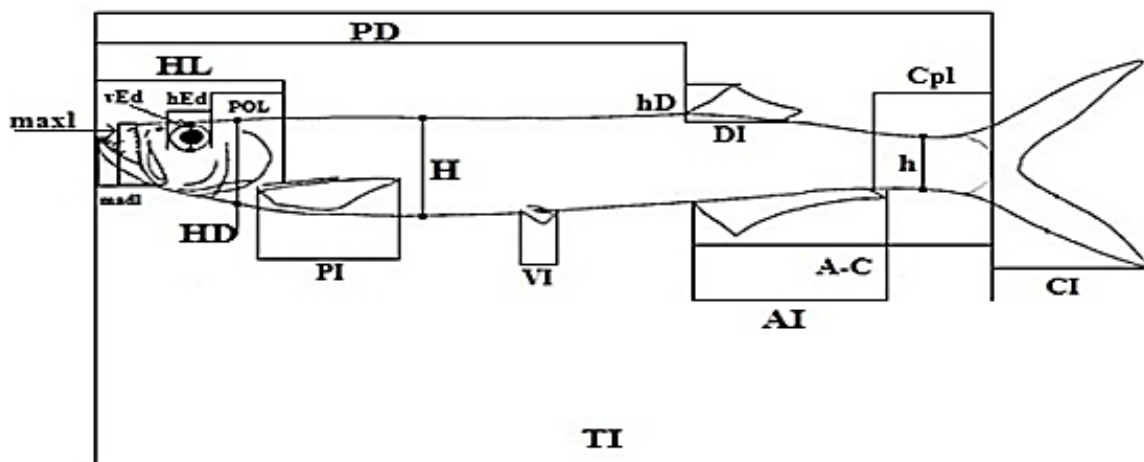 PD
HL
Cpl
vEd hEd
POL
hD
maxl
DI
H
h
madl
HD
PI
VI
A-C
CI
AI
TI